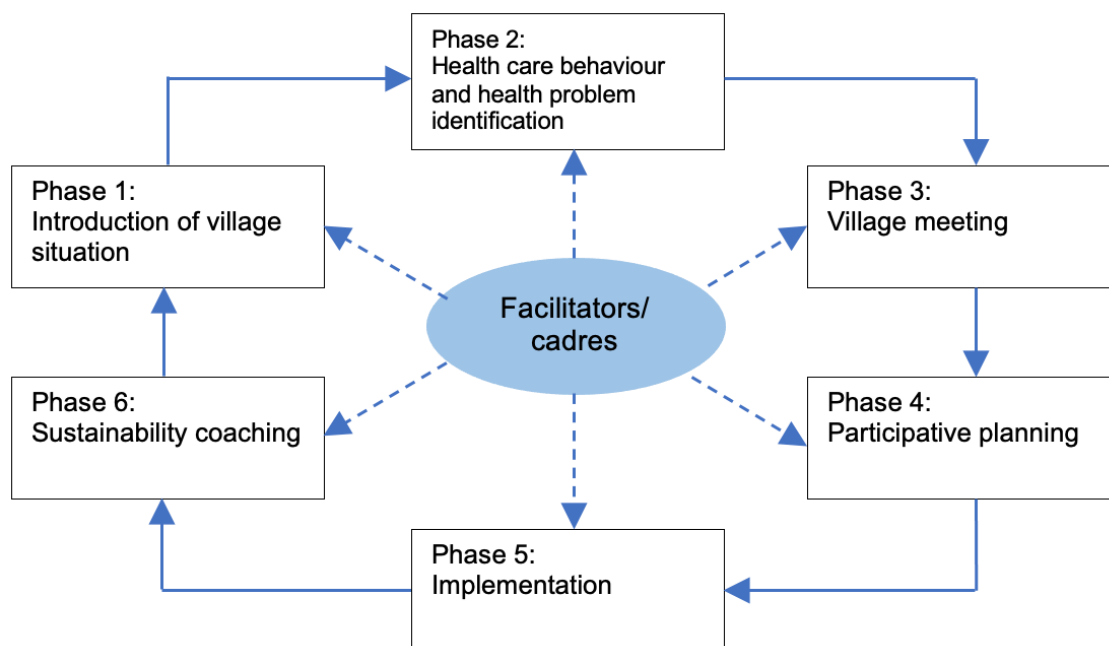 Phase 2:
Health care behaviour
and health problem
identification
Phase 1:
Introduction of village
situation
Phase 3:
Village meeting
Facilitators/
cadres
Phase 6:
Sustainability coaching
Phase 4:
Participative planning
Phase 5:
Implementation